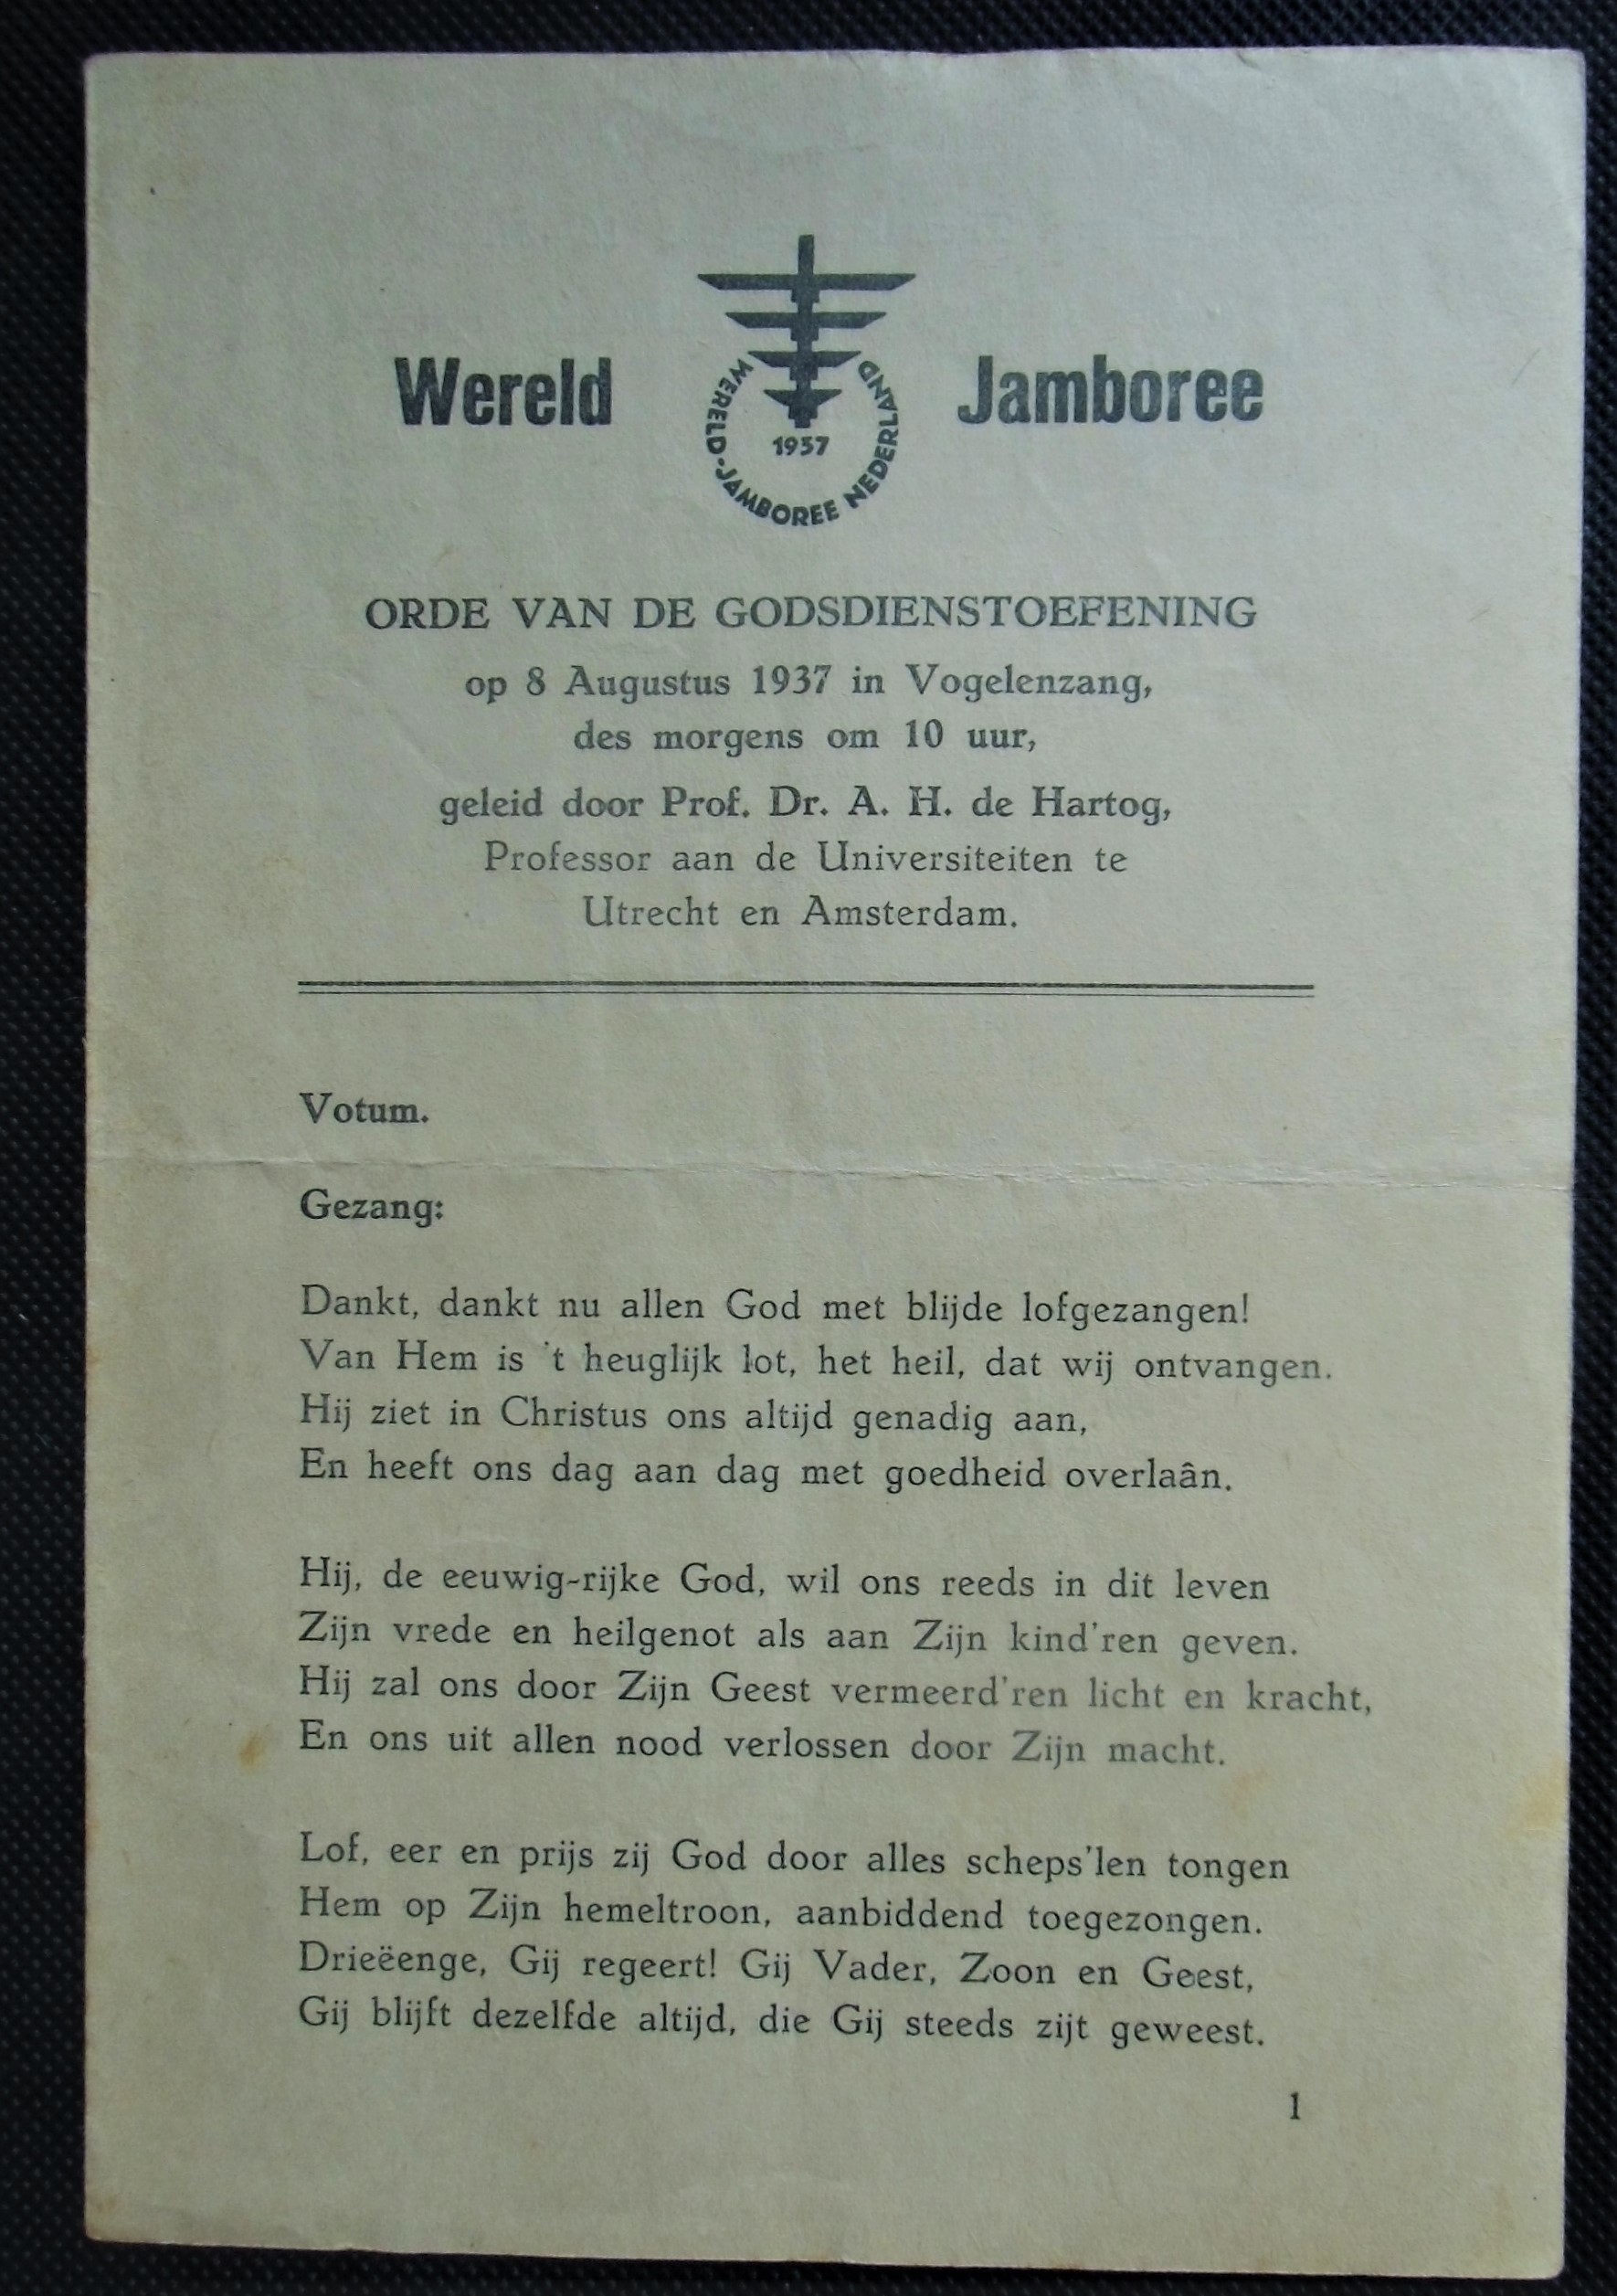 Wereld Jamboree
1937
WERELD-JAMBOREE NEDERLAND
ORDE VAN DE GODSDIENSTOEFENING
op 8 Augustus 1937 in Vogelenzang,
des morgens om 10 uur,
geleid door Prof. Dr. A. H. de Hartog,
Professor aan de Universiteiten te
Utrecht en Amsterdam.
Votum.
Gezang:
Dankt, dankt nu allen God met blijde lofgezangen!
Van Hem is 't heuglijk lot, het heil, dat wij ontvangen.
Hij ziet in Christus ons altijd genadig aan,
En heeft ons dag aan dag met goedheid overlaân.
Hij, de eeuwig-rijke God, wil ons reeds in dit leven
Zijn vrede en heilgenot als aan Zijn kind'ren geven.
Hij zal ons door Zijn Geest vermeerd'ren licht en kracht,
En ons uit allen nood verlossen door Zijn macht.
Lof, eer en prijs zij God door alles scheps'len tongen
Hem op Zijn hemeltroon, aanbiddend toegezongen.
Drieëenge, Gij regeert! Gij Vader, Zoon en Geest,
Gij blijft dezelfde altijd, die Gij steeds zijt geweest.
1